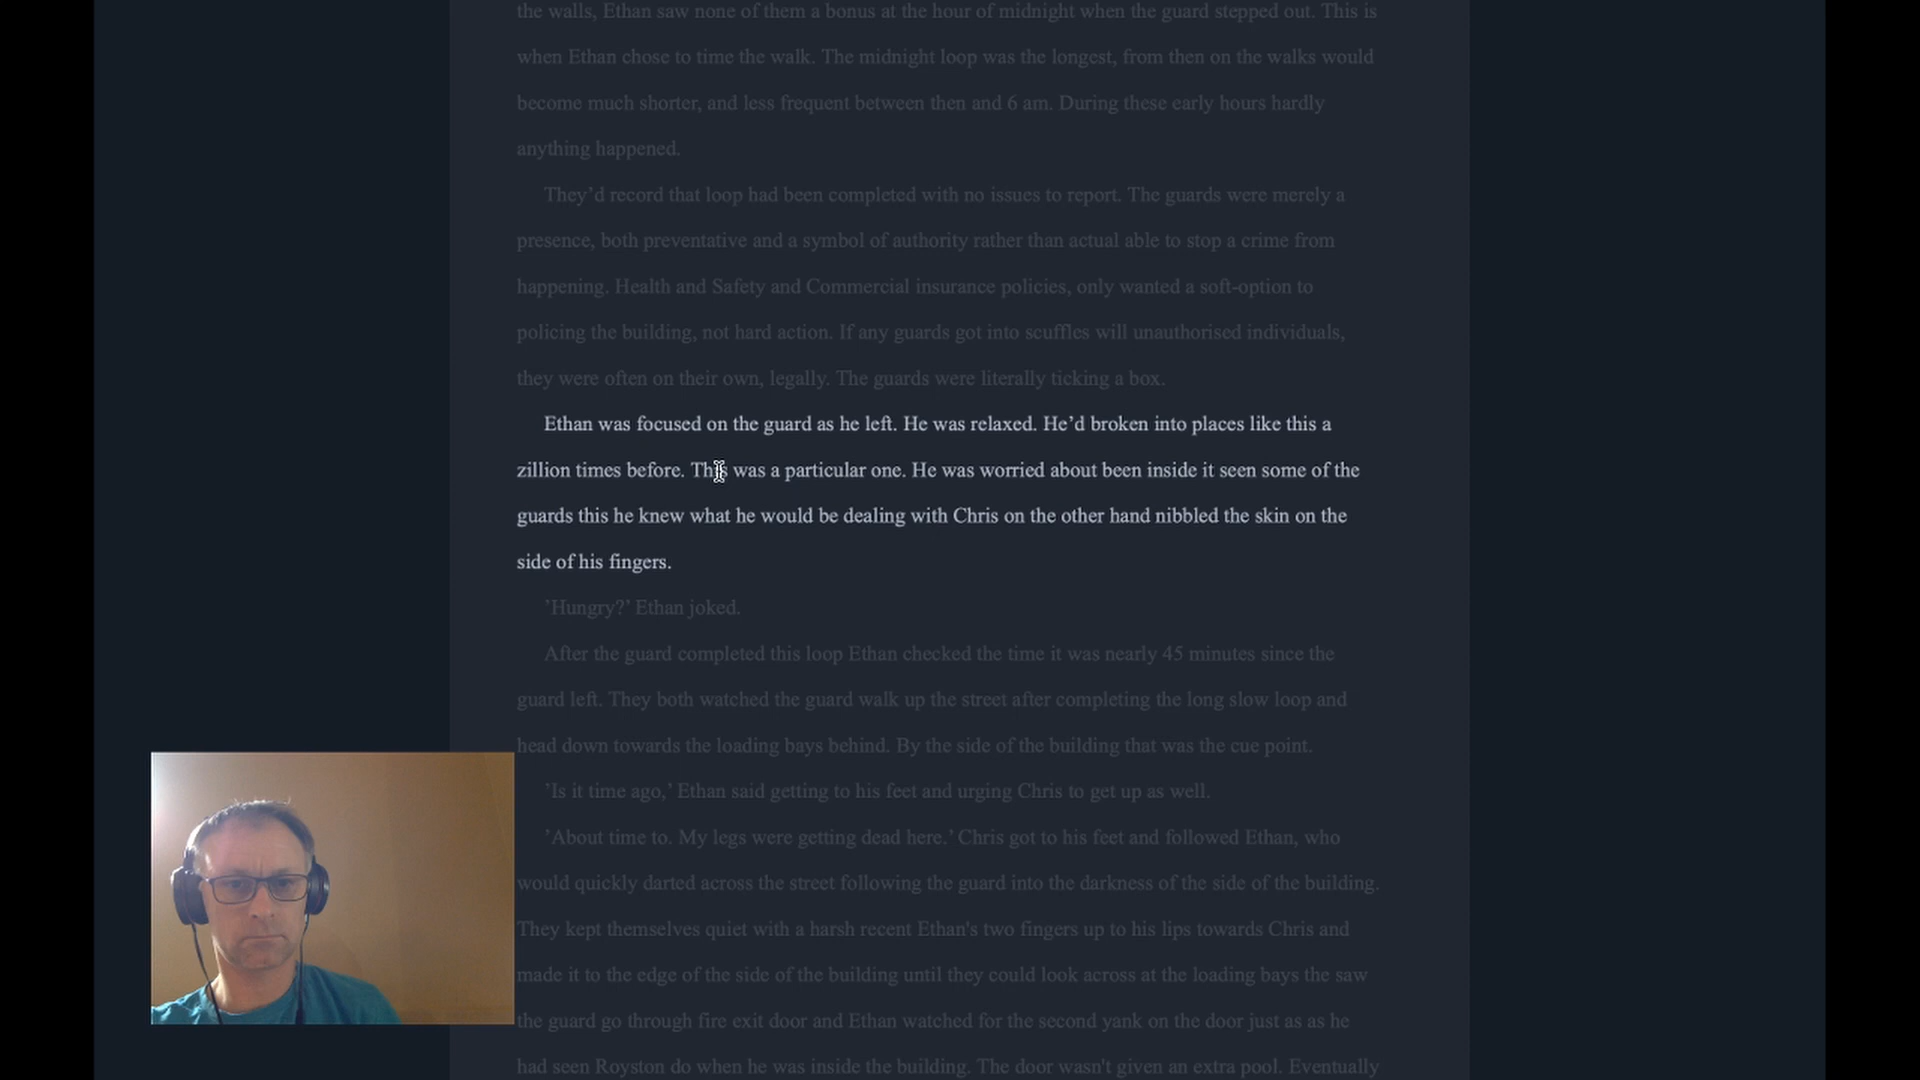 the walls, Ethan saw none of them a bonus at the hour of midnight when the guard stepped out. This is
when Ethan chose to time the walk. The midnight loop was the longest, from then on the walks would
become much shorter, and less frequent between then and 6 am. During these early hours hardly
anything happened.
They’d record that loop had been completed with no issues to report. The guards were merely a
presence, both preventative and a symbol of authority rather than actual able to stop a crime from
happening. Health and Safety and Commercial insurance policies, only wanted a soft-option to
policing the building, not hard action. If any guards got into scuffles will unauthorised individuals,
they were often on their own, legally. The guards were literally ticking a box.
Ethan was focused on the guard as he left. He was relaxed. He’d broken into places like this a
zillion times before. This was a particular one. He was worried about been inside it seen some of the
guards this he knew what he would be dealing with Chris on the other hand nibbled the skin on the
side of his fingers.
’Hungry?’ Ethan joked.
After the guard completed this loop Ethan checked the time it was nearly 45 minutes since the
guard left. They both watched the guard walk up the street after completing the long slow loop and
head down towards the loading bays behind. By the side of the building that was the cue point.
’Is it time ago,’ Ethan said getting to his feet and urging Chris to get up as well.
’About time to. My legs were getting dead here.’ Chris got to his feet and followed Ethan, who
would quickly darted across the street following the guard into the darkness of the side of the building.
They kept themselves quiet with a harsh recent Ethan's two fingers up to his lips towards Chris and
made it to the edge of the side of the building until they could look across at the loading bays the saw
the guard go through fire exit door and Ethan watched for the second yank on the door just as as he
had seen Royston do when he was inside the building. The door wasn't given an extra pool. Eventually